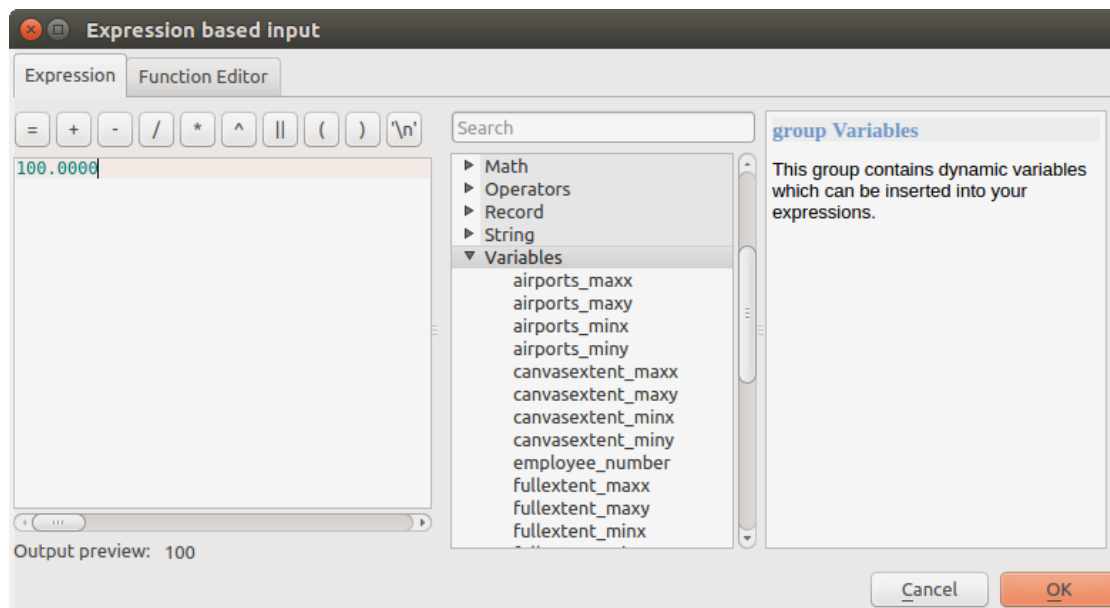 Expression based input
Expression Function Editor
= + - / * ^ || ( ) '\n'
100.0000
Output preview: 100
Search
Math
Operators
Record
String
Variables
airports_maxx
airports_maxy
airports_minx
airports_miny
canvasextent_maxx
canvasextent_maxy
canvasextent_minx
canvasextent_miny
employee_number
fullextent_maxx
fullextent_maxy
fullextent_minx
group Variables
This group contains dynamic variables
which can be inserted into your
expressions.
Cancel OK